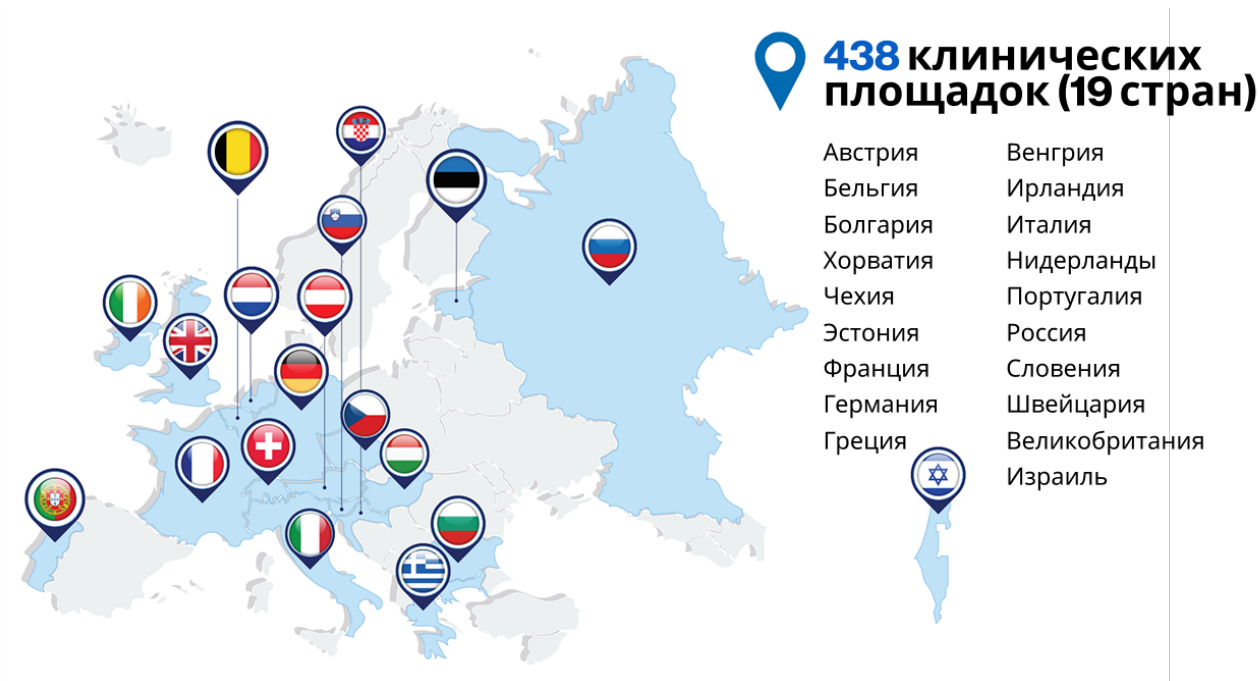 438 клинических
площадок (19 стран)
Австрия
Бельгия
Болгария
Хорватия
Чехия
Эстония
Франция
Германия
Греция
Венгрия
Ирландия
Италия
Нидерланды
Португалия
Россия
Словения
Швейцария
Великобритания
Израиль